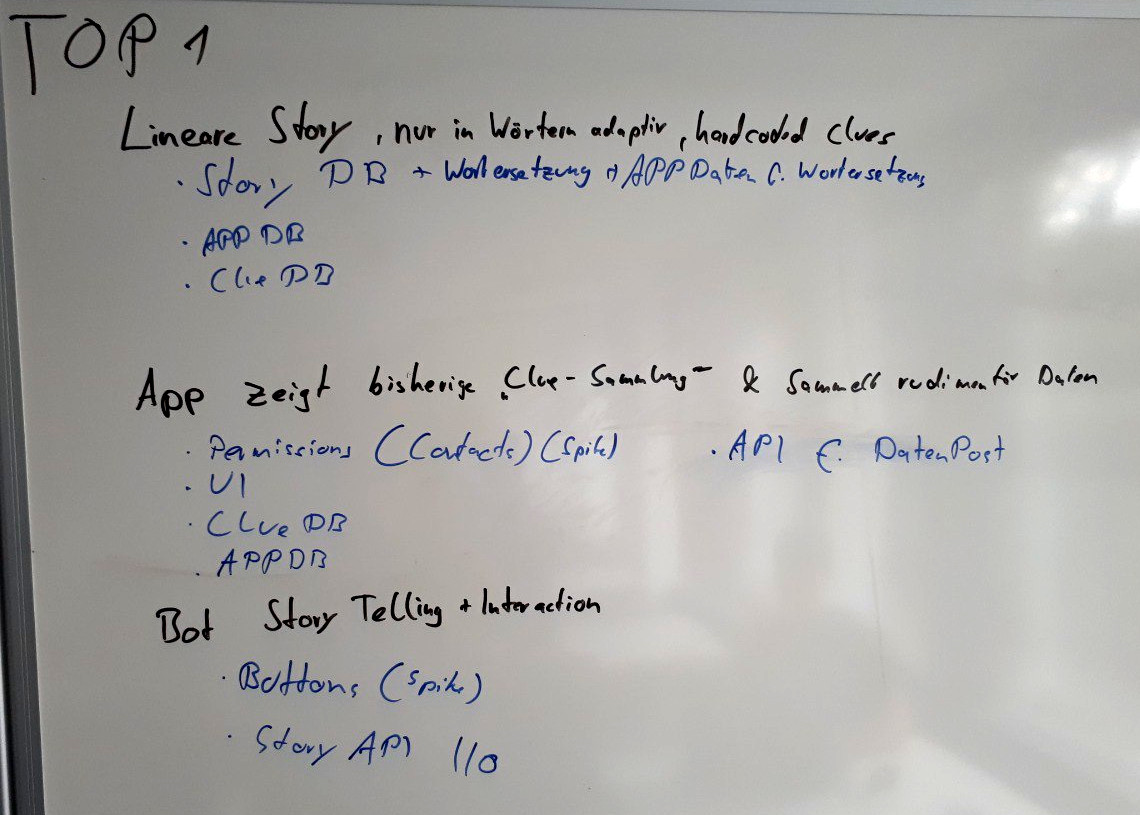 TOP 1
Lineare Story, nur in Wörtern adaptiv, hardcoded Clues
· Story DB + Wortersetzung + APP Daten f. Wortersetzung
· APP DB
· Clue DB
App zeigt bisherige "Clue-Sammlung" & sammelt rudimentär Daten
· Permissions (Contacts) (Spike) · API f. DatenPost
· UI
· Clue DB
· APP DB
Bot Story Telling + Interaction
· Buttons (Spike)
· Story API I/O